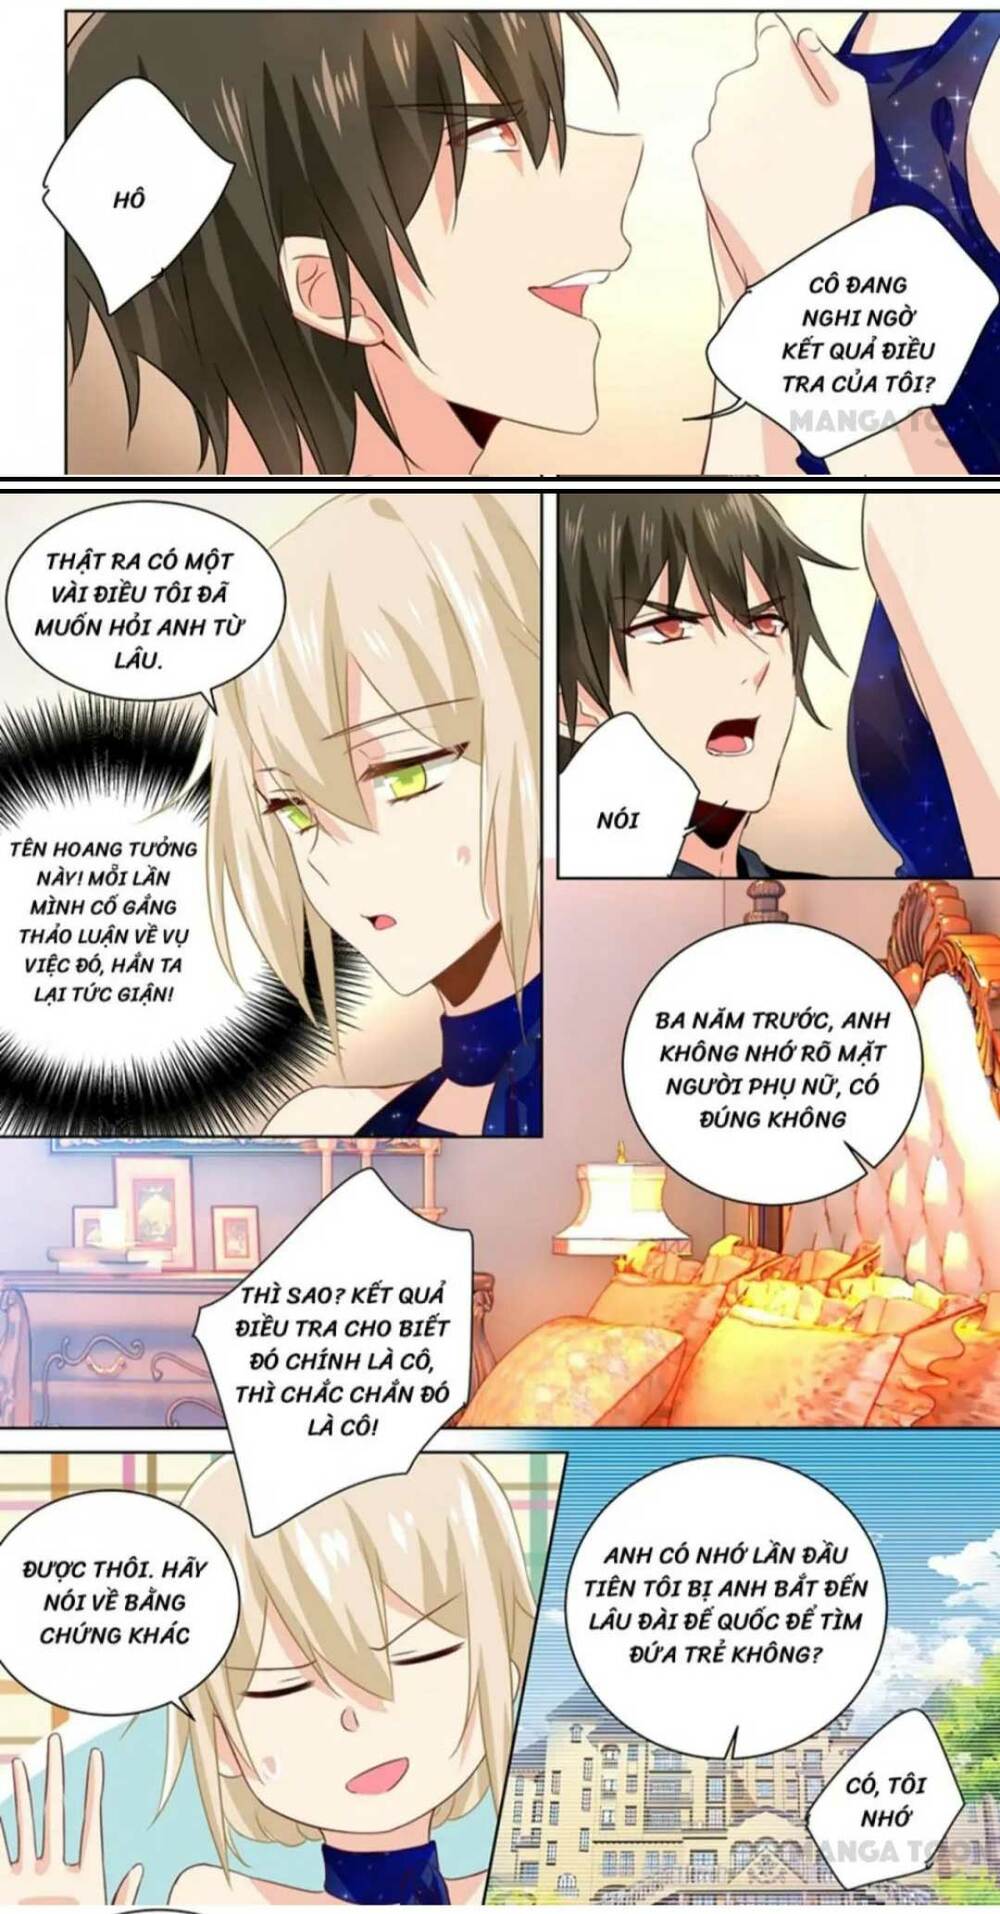 HÔ
CÔ ĐANG
NGHI NGỜ
KẾT QUẢ ĐIỀU
TRA CỦA TÔI?
MANGA TO
THẬT RA CÓ MỘT
VÀI ĐIỀU TÔI ĐÃ
MUỐN HỎI ANH TỪ
LÂU.
NÓI
TÊN HOANG TƯỞNG
NÀY! MỖI LẦN
MÌNH CỐ GẮNG
THẢO LUẬN VỀ VỤ
VIỆC ĐÓ, HẮN TA
LẠI TỨC GIẬN!
BA NĂM TRƯỚC, ANH
KHÔNG NHỚ RÕ MẶT
NGƯỜI PHỤ NỮ, CÓ
ĐÚNG KHÔNG
THÌ SAO? KẾT QUẢ
ĐIỀU TRA CHO BIẾT
ĐÓ CHÍNH LÀ CÔ,
THÌ CHẮC CHẮN ĐÓ
LÀ CÔ!
ĐƯỢC THÔI. HÃY
NÓI VỀ BẰNG
CHỨNG KHÁC
ANH CÓ NHỚ LẦN ĐẦU
TIÊN TÔI BỊ ANH BẮT ĐẾN
LÂU ĐÀI ĐẾ QUỐC ĐỂ TÌM
ĐỨA TRẺ KHÔNG?
CÓ, TÔI
NHỚ
MANGA TOON